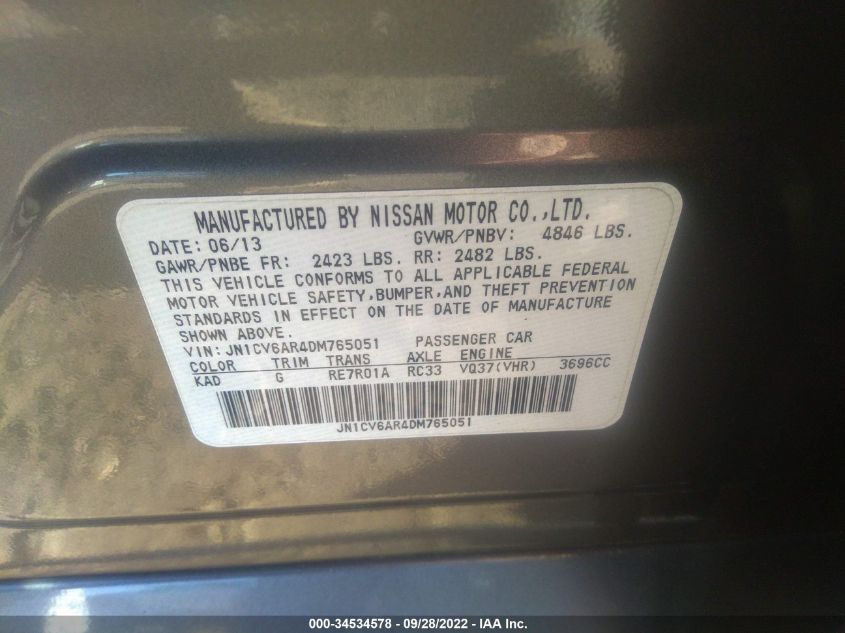 MANUFACTURED BY NISSAN MOTOR CO.,LTD.
DATE: 06/13 GVWR/PNBV: 4846 LBS.
GAWR/PNBE FR: 2423 LBS. RR: 2482 LBS.
THIS VEHICLE CONFORMS TO ALL APPLICABLE FEDERAL
MOTOR VEHICLE SAFETY,BUMPER,AND THEFT PREVENTION
STANDARDS IN EFFECT ON THE DATE OF MANUFACTURE
SHOWN ABOVE.
VIN: JN1CV6AR4DM765051 PASSENGER CAR
COLOR TRIM TRANS AXLE ENGINE
KAD G RE7R01A RC33 VQ37(VHR) 3696CC
JN1CV6AR4DM765051
000-34534578 - 09/28/2022 - IAA Inc.